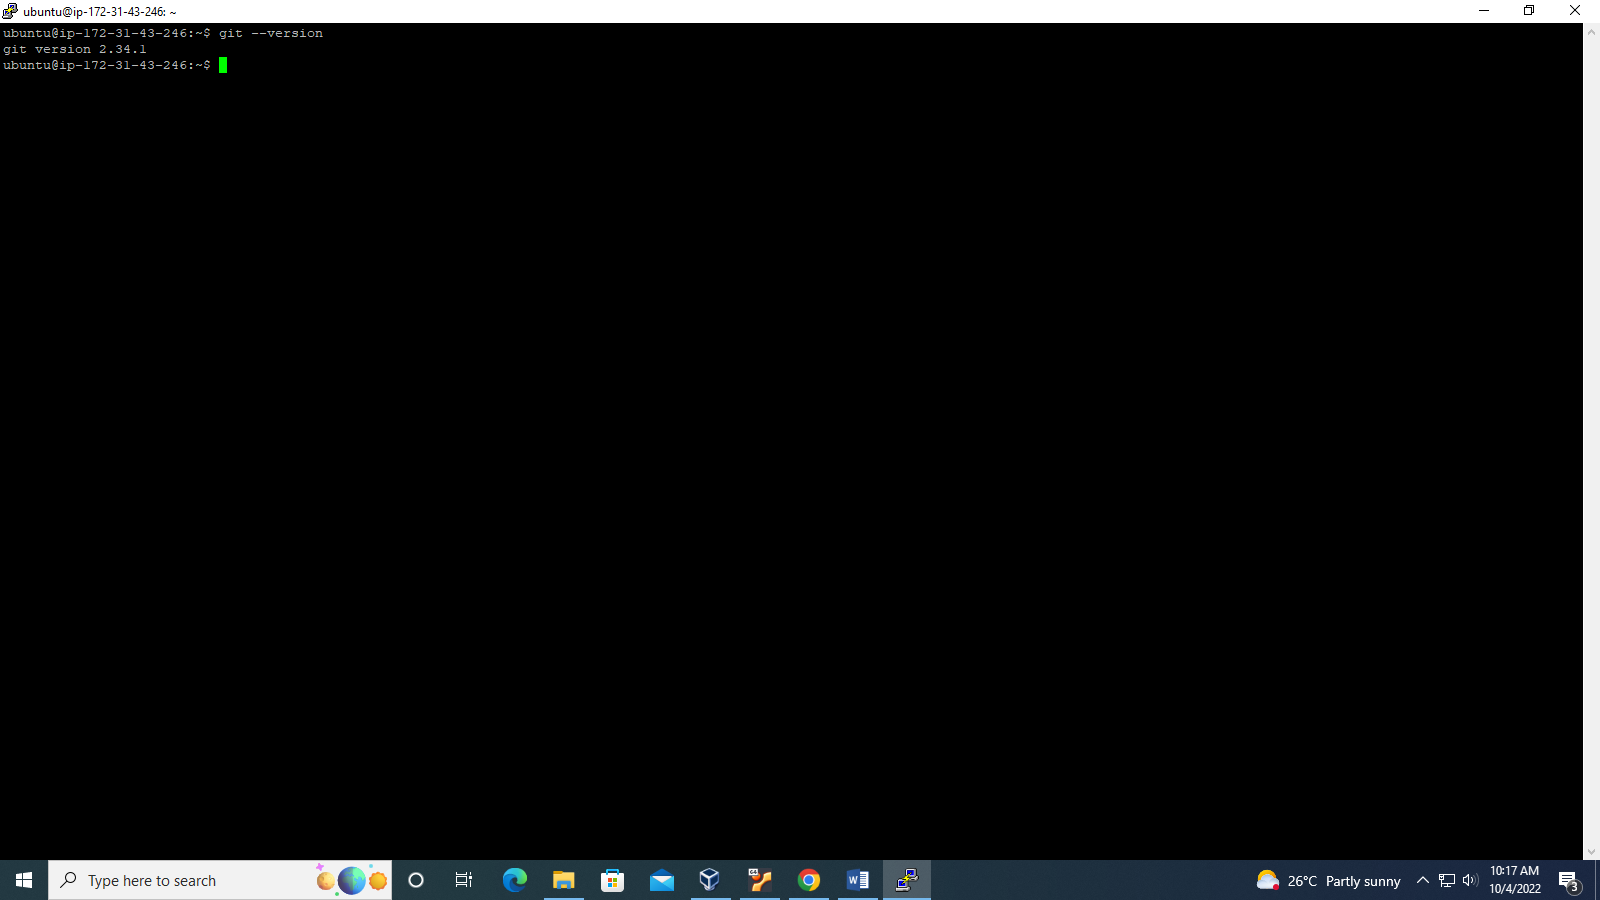 ubuntu@ip-172-31-43-246: ~
ubuntu@ip-172-31-43-246:~$ git --version
git version 2.34.1
ubuntu@ip-172-31-43-246:~$
Type here to search
64
W
26°C Partly sunny
10:17 AM
10/4/2022
3